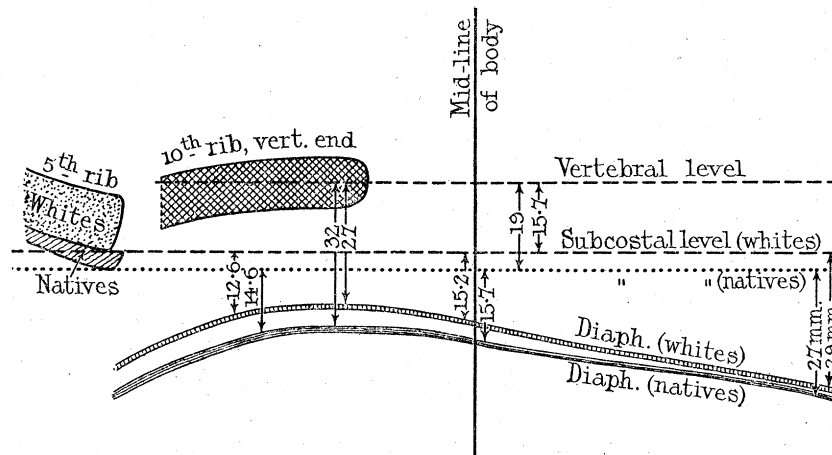 Mid-line
of body
5th rib
Whites
Natives
10th rib, vert. end
Vertebral level
Subcostal level (whites)
" " (natives)
32
27
19
15·7
12·6
14·6
15·2
15·7
27mm.
Diaph. (whites)
Diaph. (natives)